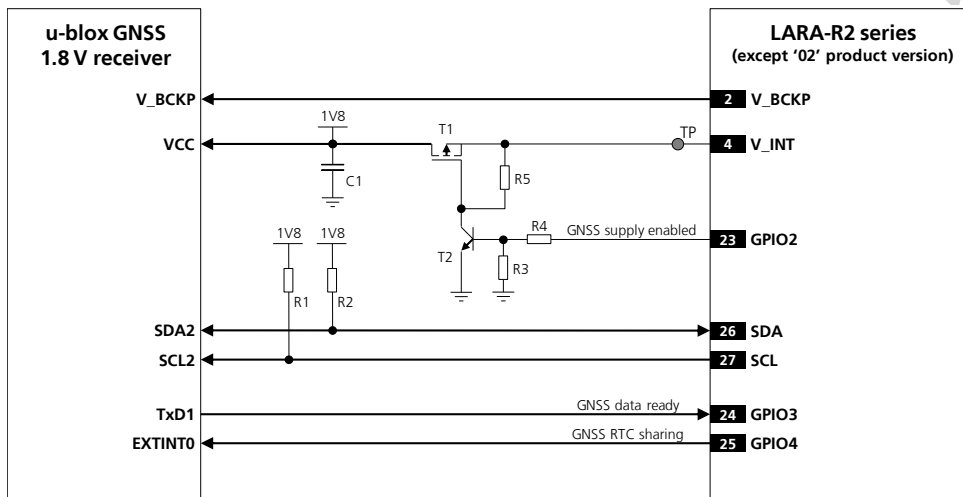 u-blox GNSS
1.8 V receiver
LARA-R2 series
(except ‘02’ product version)
V_BCKP
2 V_BCKP
1V8
T1
TP
VCC
4 V_INT
C1
R5
1V8
1V8
R4
GNSS supply enabled
23 GPIO2
T2
R3
R1
R2
SDA2
26 SDA
SCL2
27 SCL
TxD1
GNSS data ready
24 GPIO3
EXTINT0
GNSS RTC sharing
25 GPIO4